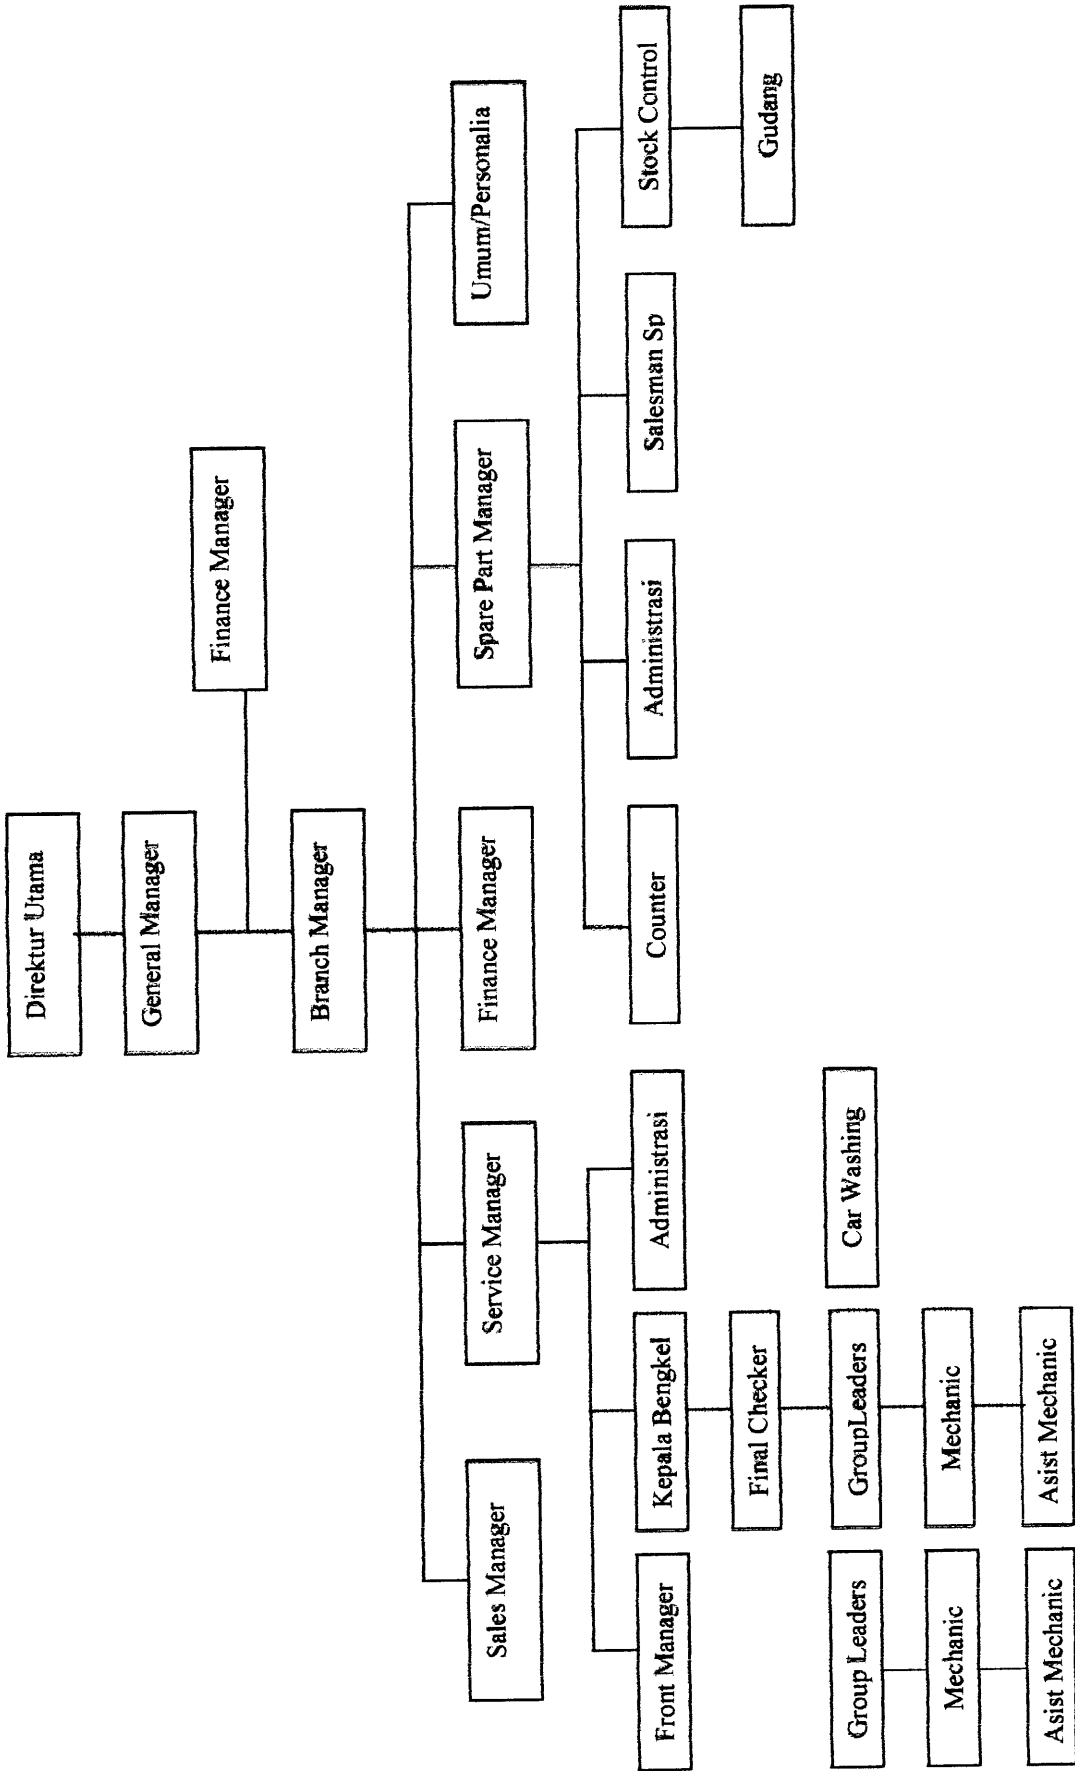 Direktur Utama
General Manager
Finance Manager
Branch Manager
Sales Manager
Service Manager
Finance Manager
Spare Part Manager
Umum/Personalia
Front Manager
Kepala Bengkel
Administrasi
Counter
Administrasi
Salesman Sp
Stock Control
Final Checker
Gudang
Group Leaders
GroupLeaders
Car Washing
Mechanic
Mechanic
Asist Mechanic
Asist Mechanic